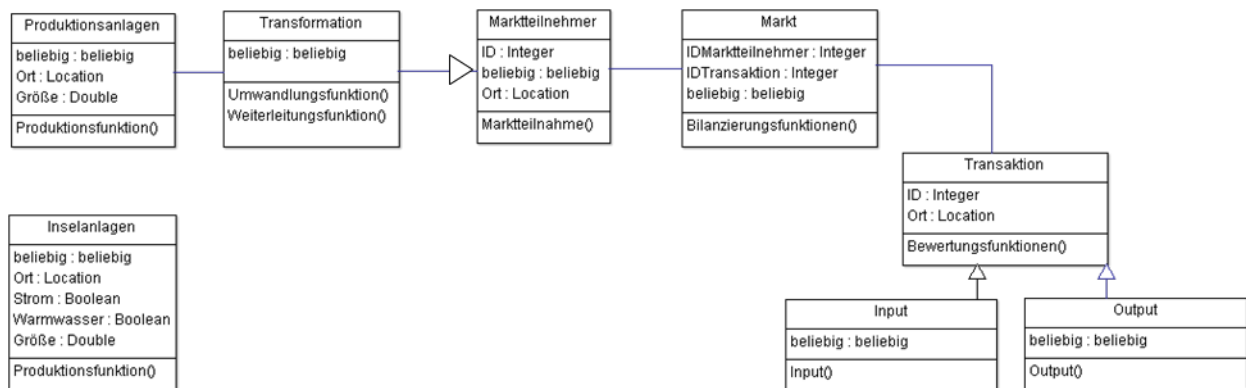 Produktionsanlagen
beliebig : beliebig
Ort : Location
Größe : Double
Produktionsfunktion()
Transformation
beliebig : beliebig
Umwandlungsfunktion()
Weiterleitungsfunktion()
Marktteilnehmer
ID : Integer
beliebig : beliebig
Ort : Location
Marktteilnahme()
Markt
IDMarktteilnehmer : Integer
IDTransaktion : Integer
beliebig : beliebig
Bilanzierungsfunktionen()
Transaktion
ID : Integer
Ort : Location
Bewertungsfunktionen()
Inselanlagen
beliebig : beliebig
Ort : Location
Strom : Boolean
Warmwasser : Boolean
Größe : Double
Produktionsfunktion()
Input
beliebig : beliebig
Input()
Output
beliebig : beliebig
Output()